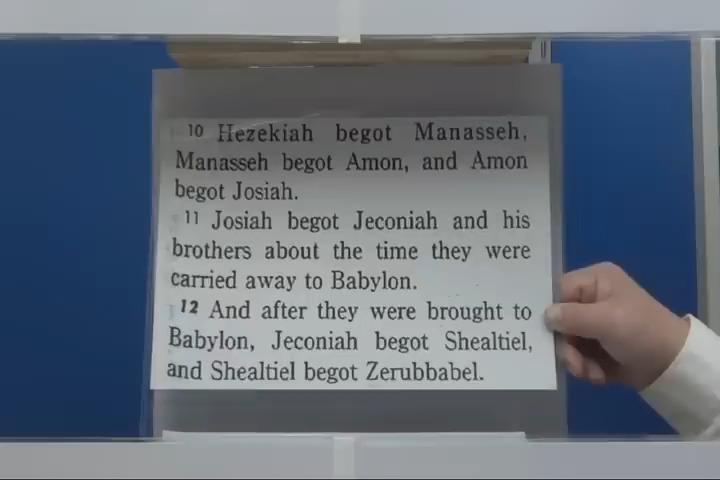 10 Hezekiah begot Manasseh,
Manasseh begot Amon, and Amon
begot Josiah.
11 Josiah begot Jeconiah and his
brothers about the time they were
carried away to Babylon.
12 And after they were brought to
Babylon, Jeconiah begot Shealtiel,
and Shealtiel begot Zerubbabel.